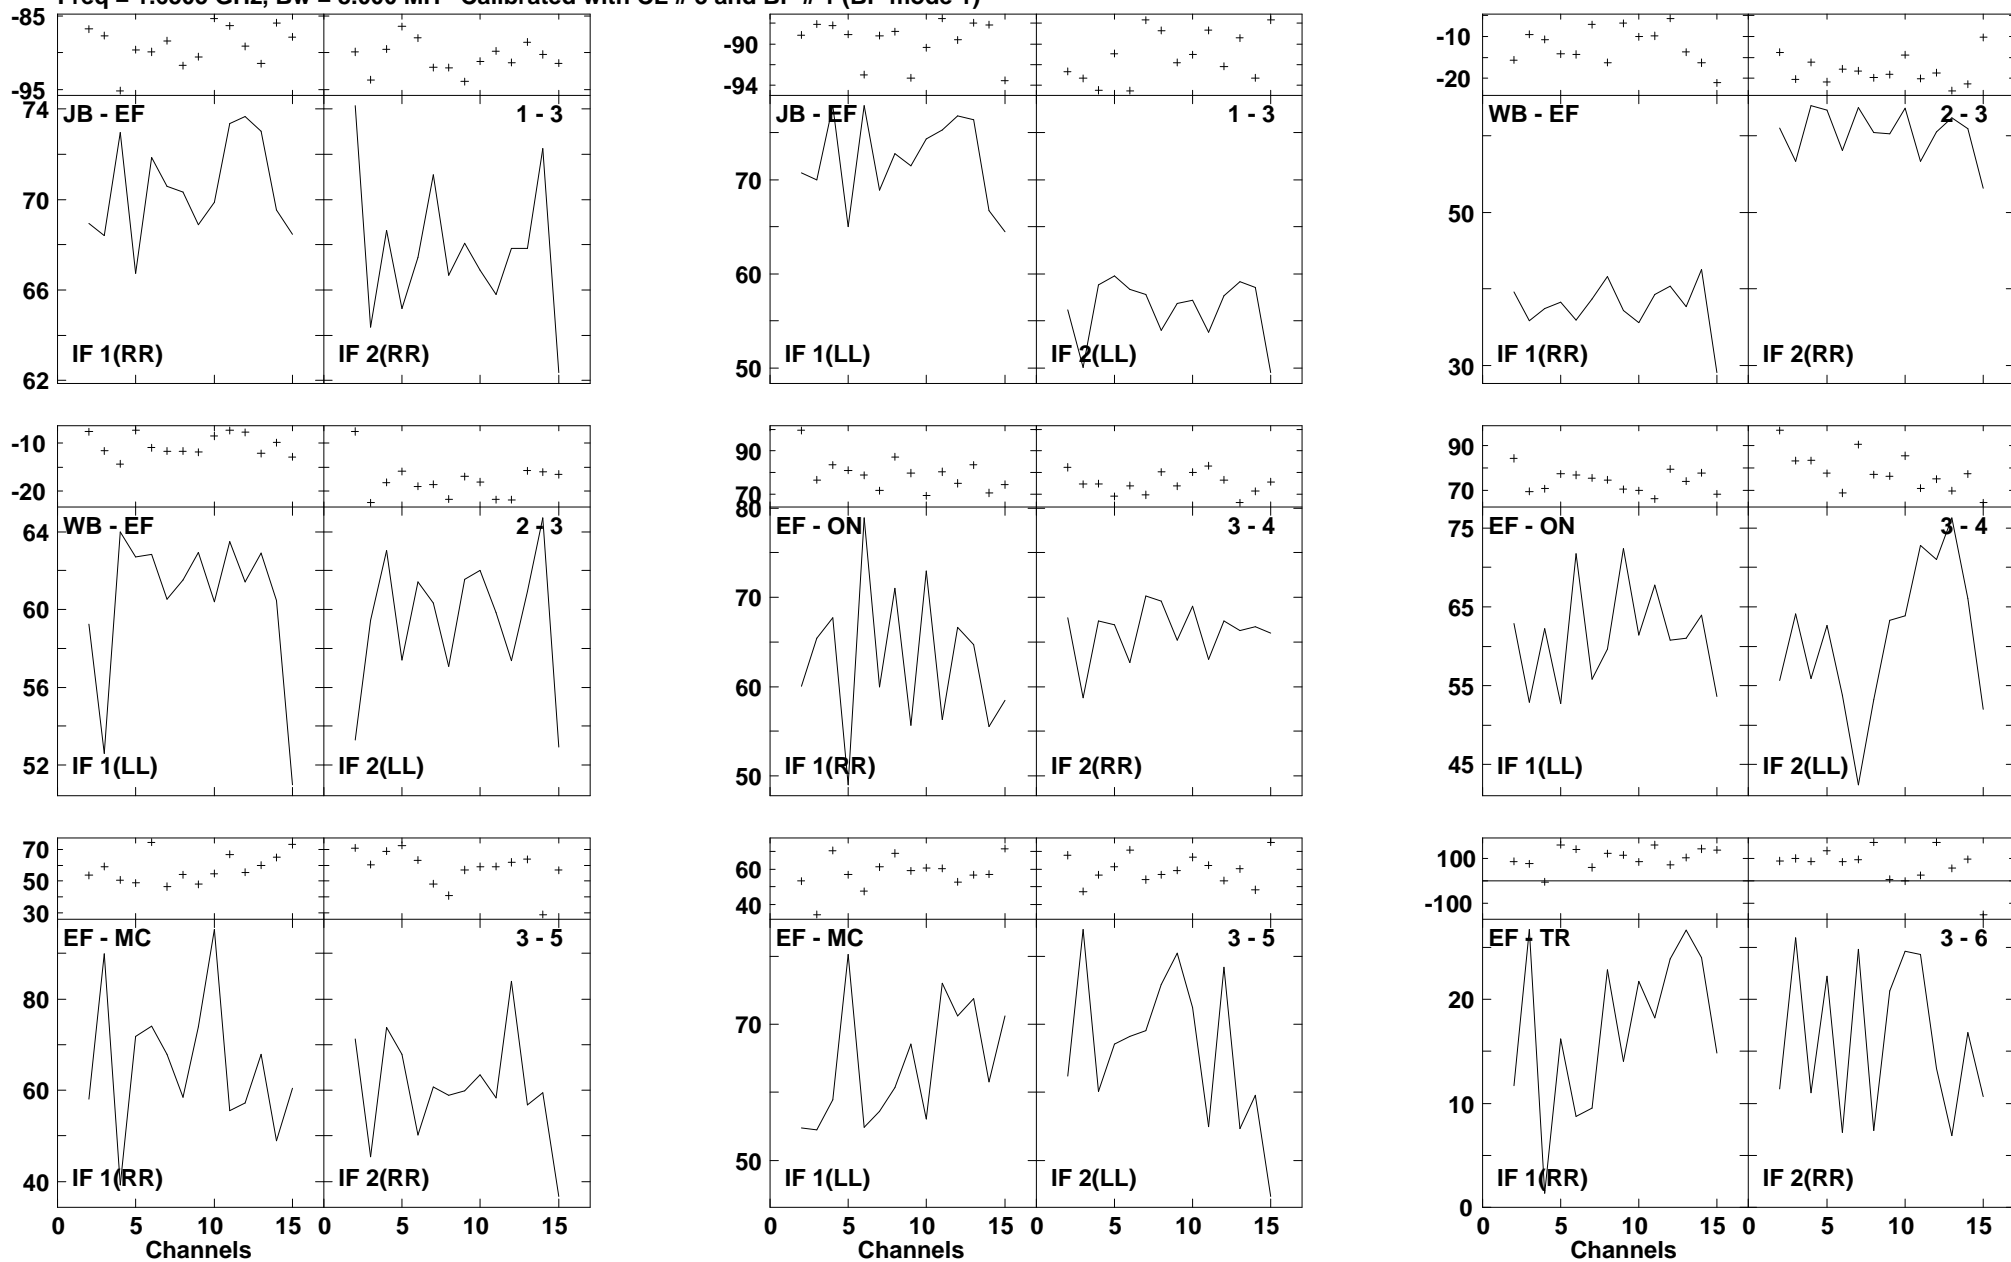 -85
-95
-90
-94
-10
-20
74
70
66
62
JB - EF
1 - 3
IF 1(RR)
IF 2(RR)
70
60
50
JB - EF
1 - 3
IF 1(LL)
IF 2(LL)
50
30
WB - EF
2 - 3
IF 1(RR)
IF 2(RR)
-10
-20
90
70
90
70
64
60
56
52
WB - EF
2 - 3
IF 1(LL)
IF 2(LL)
80
70
60
50
EF - ON
3 - 4
IF 1(RR)
IF 2(RR)
75
65
55
45
EF - ON
3 - 4
IF 1(LL)
IF 2(LL)
70
50
30
60
40
100
-100
80
60
40
EF - MC
3 - 5
IF 1(RR)
IF 2(RR)
70
50
EF - MC
3 - 5
IF 1(LL)
IF 2(LL)
20
10
0
EF - TR
3 - 6
IF 1(RR)
IF 2(RR)
0 5 10 15 5 10 15
0 5 10 15 0 5 10 15
0 5 10 15 5 10 15
Channels
Channels
Channels